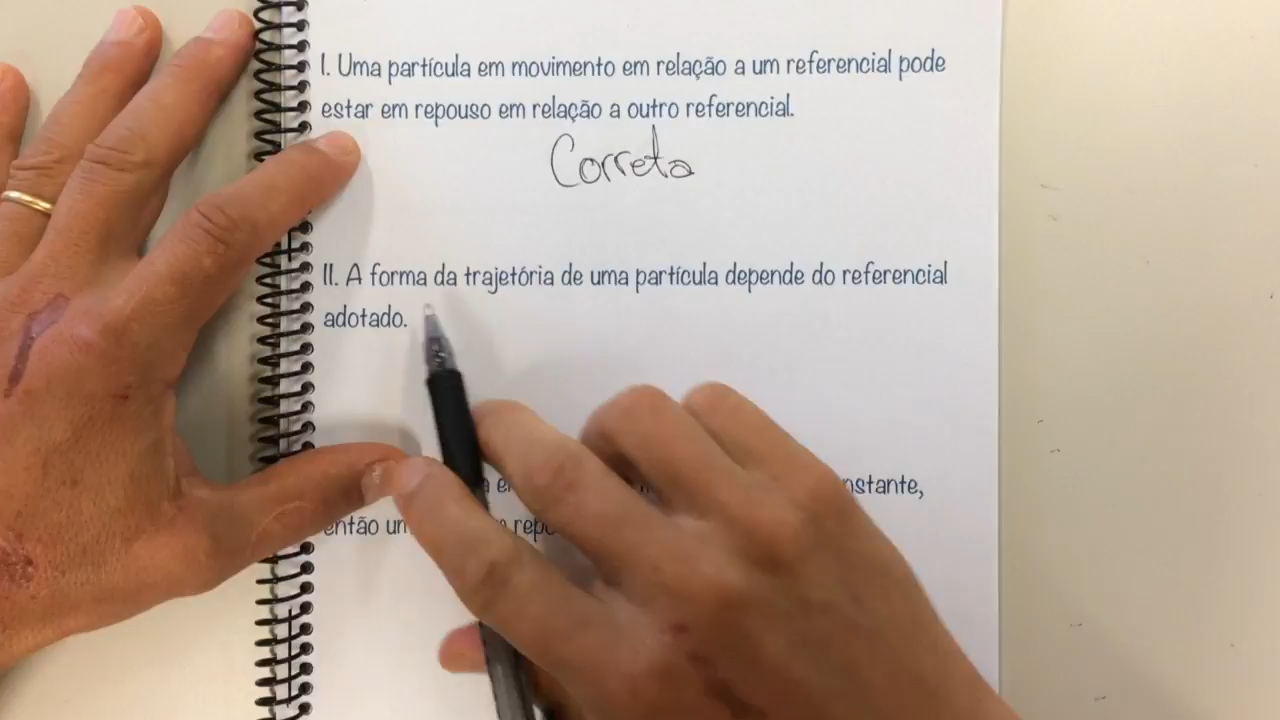 I. Uma partícula em movimento em relação a um referencial pode
estar em repouso em relação a outro referencial.
Correta
II. A forma da trajetória de uma partícula depende do referencial
adotado.
então